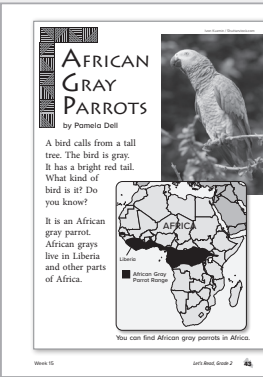 AFRICAN
GRAY
PARROTS
by Pamela Dell
A bird calls from a tall
tree. The bird is gray.
It has a bright red tail.
What kind of
bird is it? Do
you know?
It is an African
gray parrot.
African grays
live in Liberia
and other parts
of Africa.
AFRICA
Liberia
African Gray
Parrot Range
You can find African gray parrots in Africa.
Week 15
Let's Read, Grade 2
43